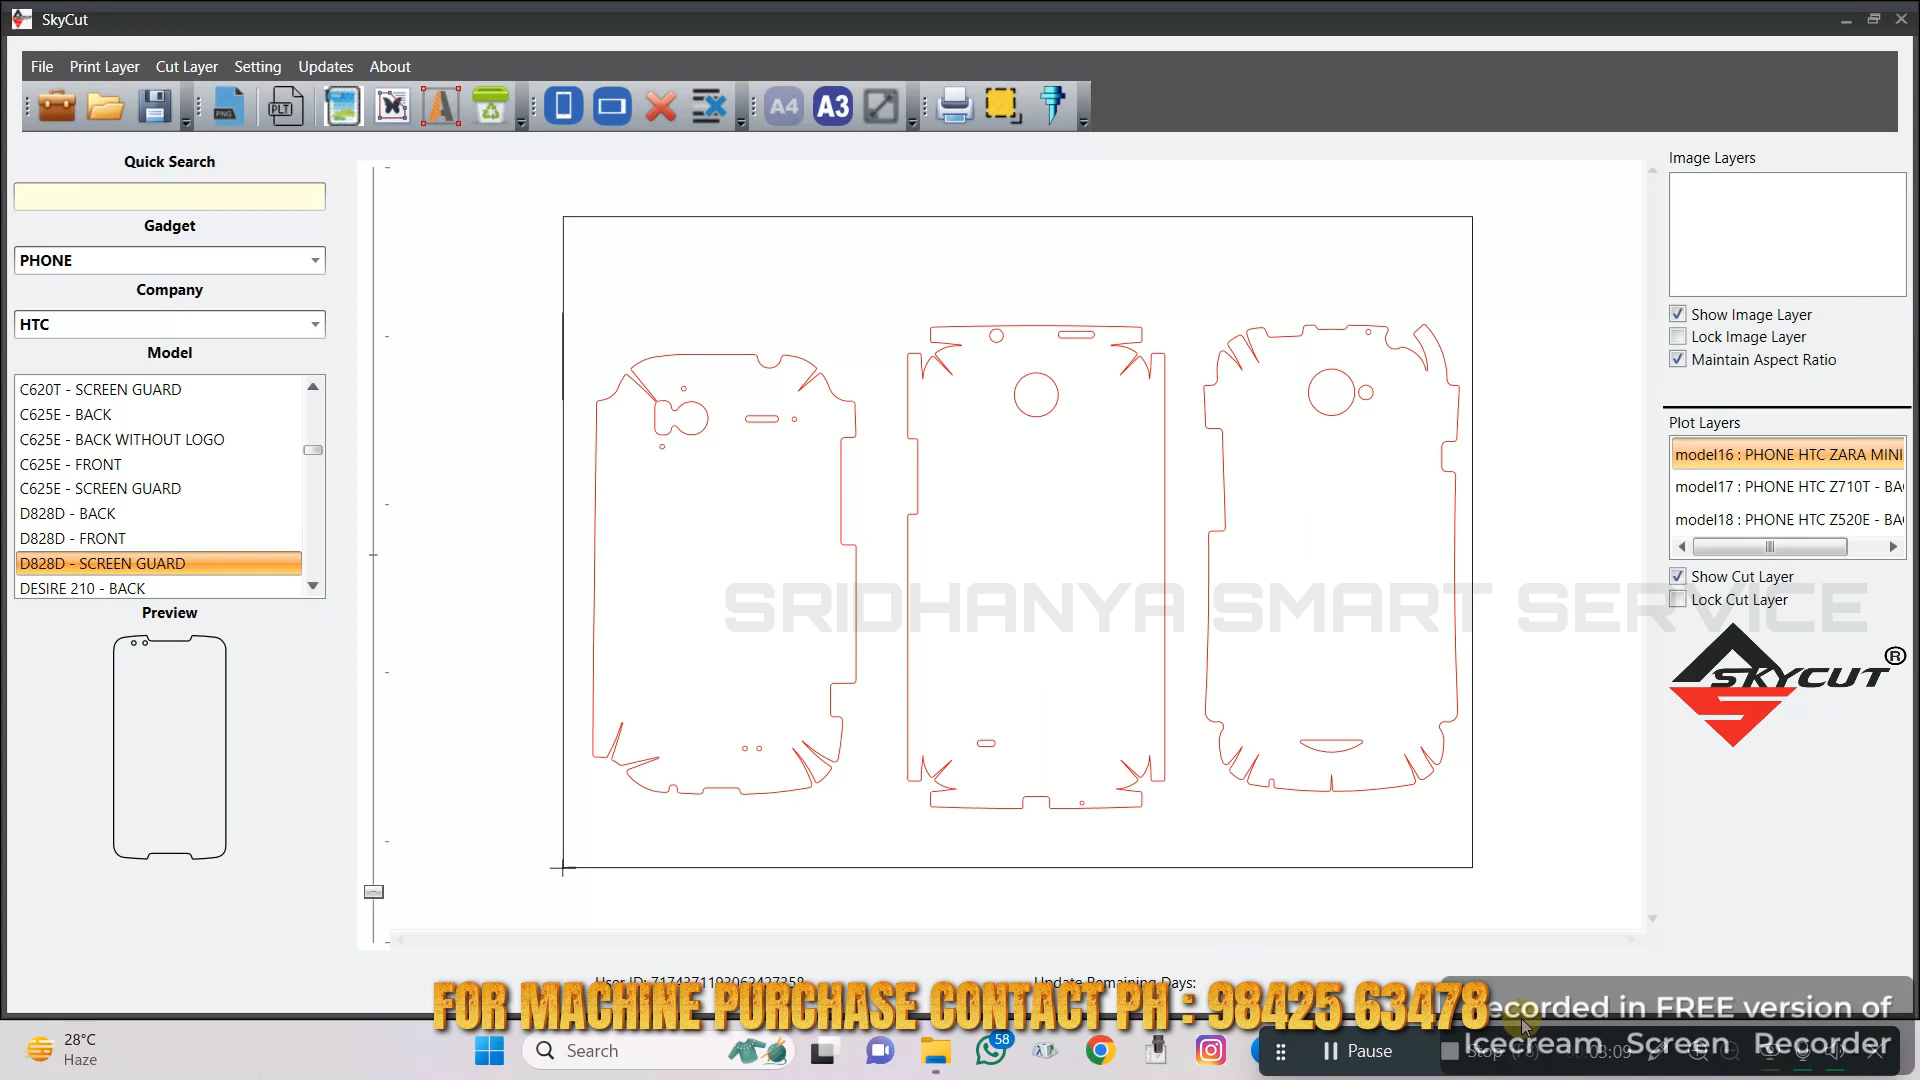 SkyCut
File Print Layer Cut Layer Setting Updates About
PNG PLT A4 A3
Quick Search
Gadget
PHONE
Company
HTC
Model
C620T - SCREEN GUARD
C625E - BACK
C625E - BACK WITHOUT LOGO
C625E - FRONT
C625E - SCREEN GUARD
D828D - BACK
D828D - FRONT
D828D - SCREEN GUARD
DESIRE 210 - BACK
Preview
Image Layers
Show Image Layer
Lock Image Layer
Maintain Aspect Ratio
Plot Layers
model16 : PHONE HTC ZARA MINI
model17 : PHONE HTC Z710T - BA
model18 : PHONE HTC Z520E - BA
Show Cut Layer
Lock Cut Layer
SRIDHANYA SMART SERVICE
SKYCUT ®
Update Remaining Days:
FOR MACHINE PURCHASE CONTACT PH : 98425 63478
ecorded in FREE version of
Icecream Screen Recorder
28°C
Haze
Search
58
Pause